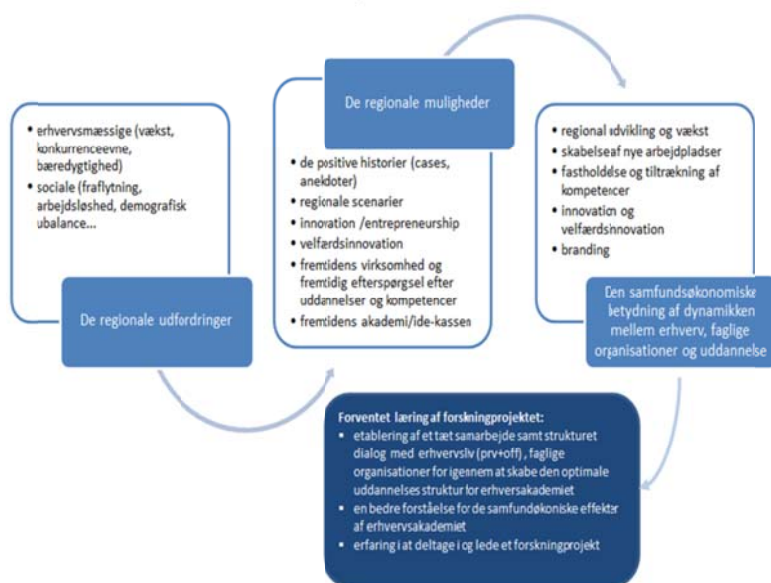 • erhvervsmæssige (vækst,
konkurrenceevne,
bæredygtighed)
• sociale (fraflytning,
arbejdsløshed, demografisk
ubalance...
De regionale udfordringer
De regionale muligheder
• de positive historier (cases,
anekdoter)
• regionale scenarier
• innovation /entrepreneurship
• velfærdsinnovation
• fremtidens virksomhed og
fremtidig efterspørgsel efter
uddannelser og kompetencer
• fremtidens akademi/ide-kassen
• regional udvikling og vækst
• skabelse af nye arbejdpladser
• fastholdelse og tiltrækning af
kompetencer
• innovation og
velfærdsinnovation
• branding
Den samfundsøkonomiske
betydning af dynamikken
mellem erhverv, faglige
organisationer og uddannelse
Forventet læring af forskningprojektet:
▪ etablering af et tæt samarbejde samt struktureret
dialog med erhvervsliv (prv+off), faglige
organisationer for igennem at skabe den optimale
uddannelses struktur for erhversakademiet
▪ en bedre forståelse for de samfundøkoniske effekter
af erhvervsakademiet
▪ erfaring i at deltage i og lede et forskningprojekt